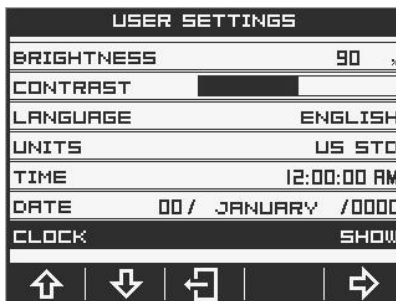 USER SETTINGS
BRIGHTNESS 90 %
CONTRAST
LANGUAGE ENGLISH
UNITS US STD
TIME 12:00:00 AM
DATE 00/ JANUARY /0000
CLOCK SHOW